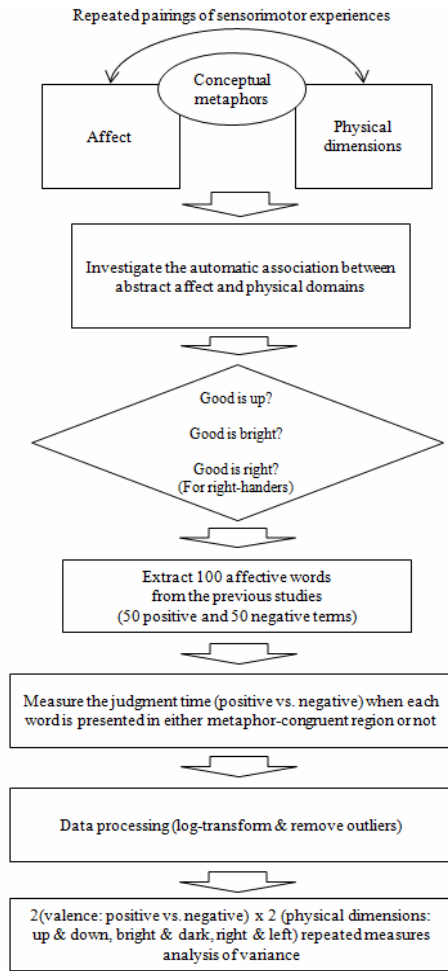 Repeated pairings of sensorimotor experiences
Conceptual
metaphors
Affect
Physical
dimensions
Investigate the automatic association between
abstract affect and physical domains
Good is up?
Good is bright?
Good is right?
(For right-handers)
Extract 100 affective words
from the previous studies
(50 positive and 50 negative terms)
Measure the judgment time (positive vs. negative) when each
word is presented in either metaphor-congruent region or not
Data processing (log-transform & remove outliers)
2(valence: positive vs. negative) x 2 (physical dimensions:
up & down, bright & dark, right & left) repeated measures
analysis of variance